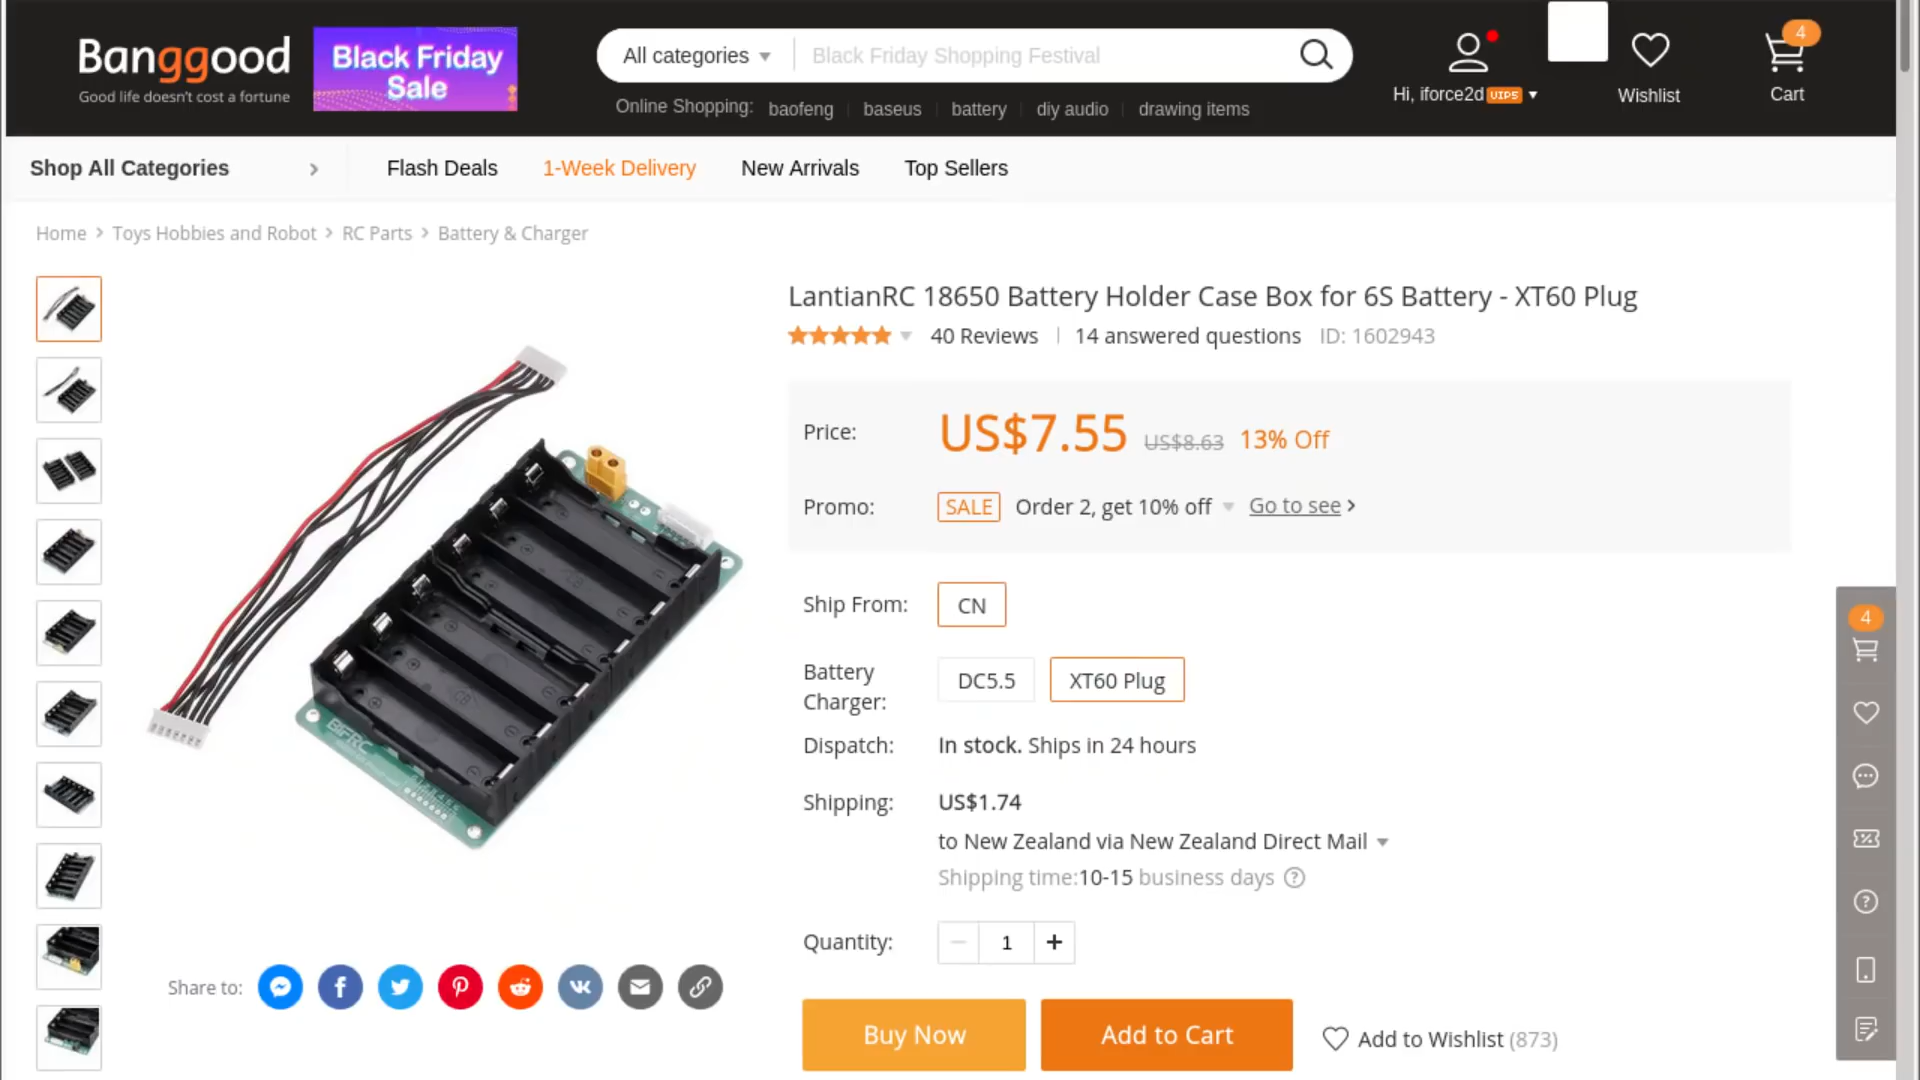 Banggood
Good life doesn't cost a fortune
Black Friday
Sale
All categories
Black Friday Shopping Festival
Online Shopping: baofeng baseus battery diy audio drawing items
Hi, iforce2d VIP5
Wishlist
4
Cart
Shop All Categories
Flash Deals
1-Week Delivery
New Arrivals
Top Sellers
Home > Toys Hobbies and Robot > RC Parts > Battery & Charger
LantianRC 18650 Battery Holder Case Box for 6S Battery - XT60 Plug
40 Reviews
14 answered questions
ID: 1602943
Price: US$7.55 US$8.63 13% Off
Promo: SALE Order 2, get 10% off Go to see >
Ship From: CN
Battery
Charger:
DC5.5
XT60 Plug
Dispatch: In stock. Ships in 24 hours
Shipping: US$1.74
to New Zealand via New Zealand Direct Mail
Shipping time:10-15 business days ?
Quantity: 1 +
Share to:
Buy Now
Add to Cart
Add to Wishlist (873)
BIFRC
4